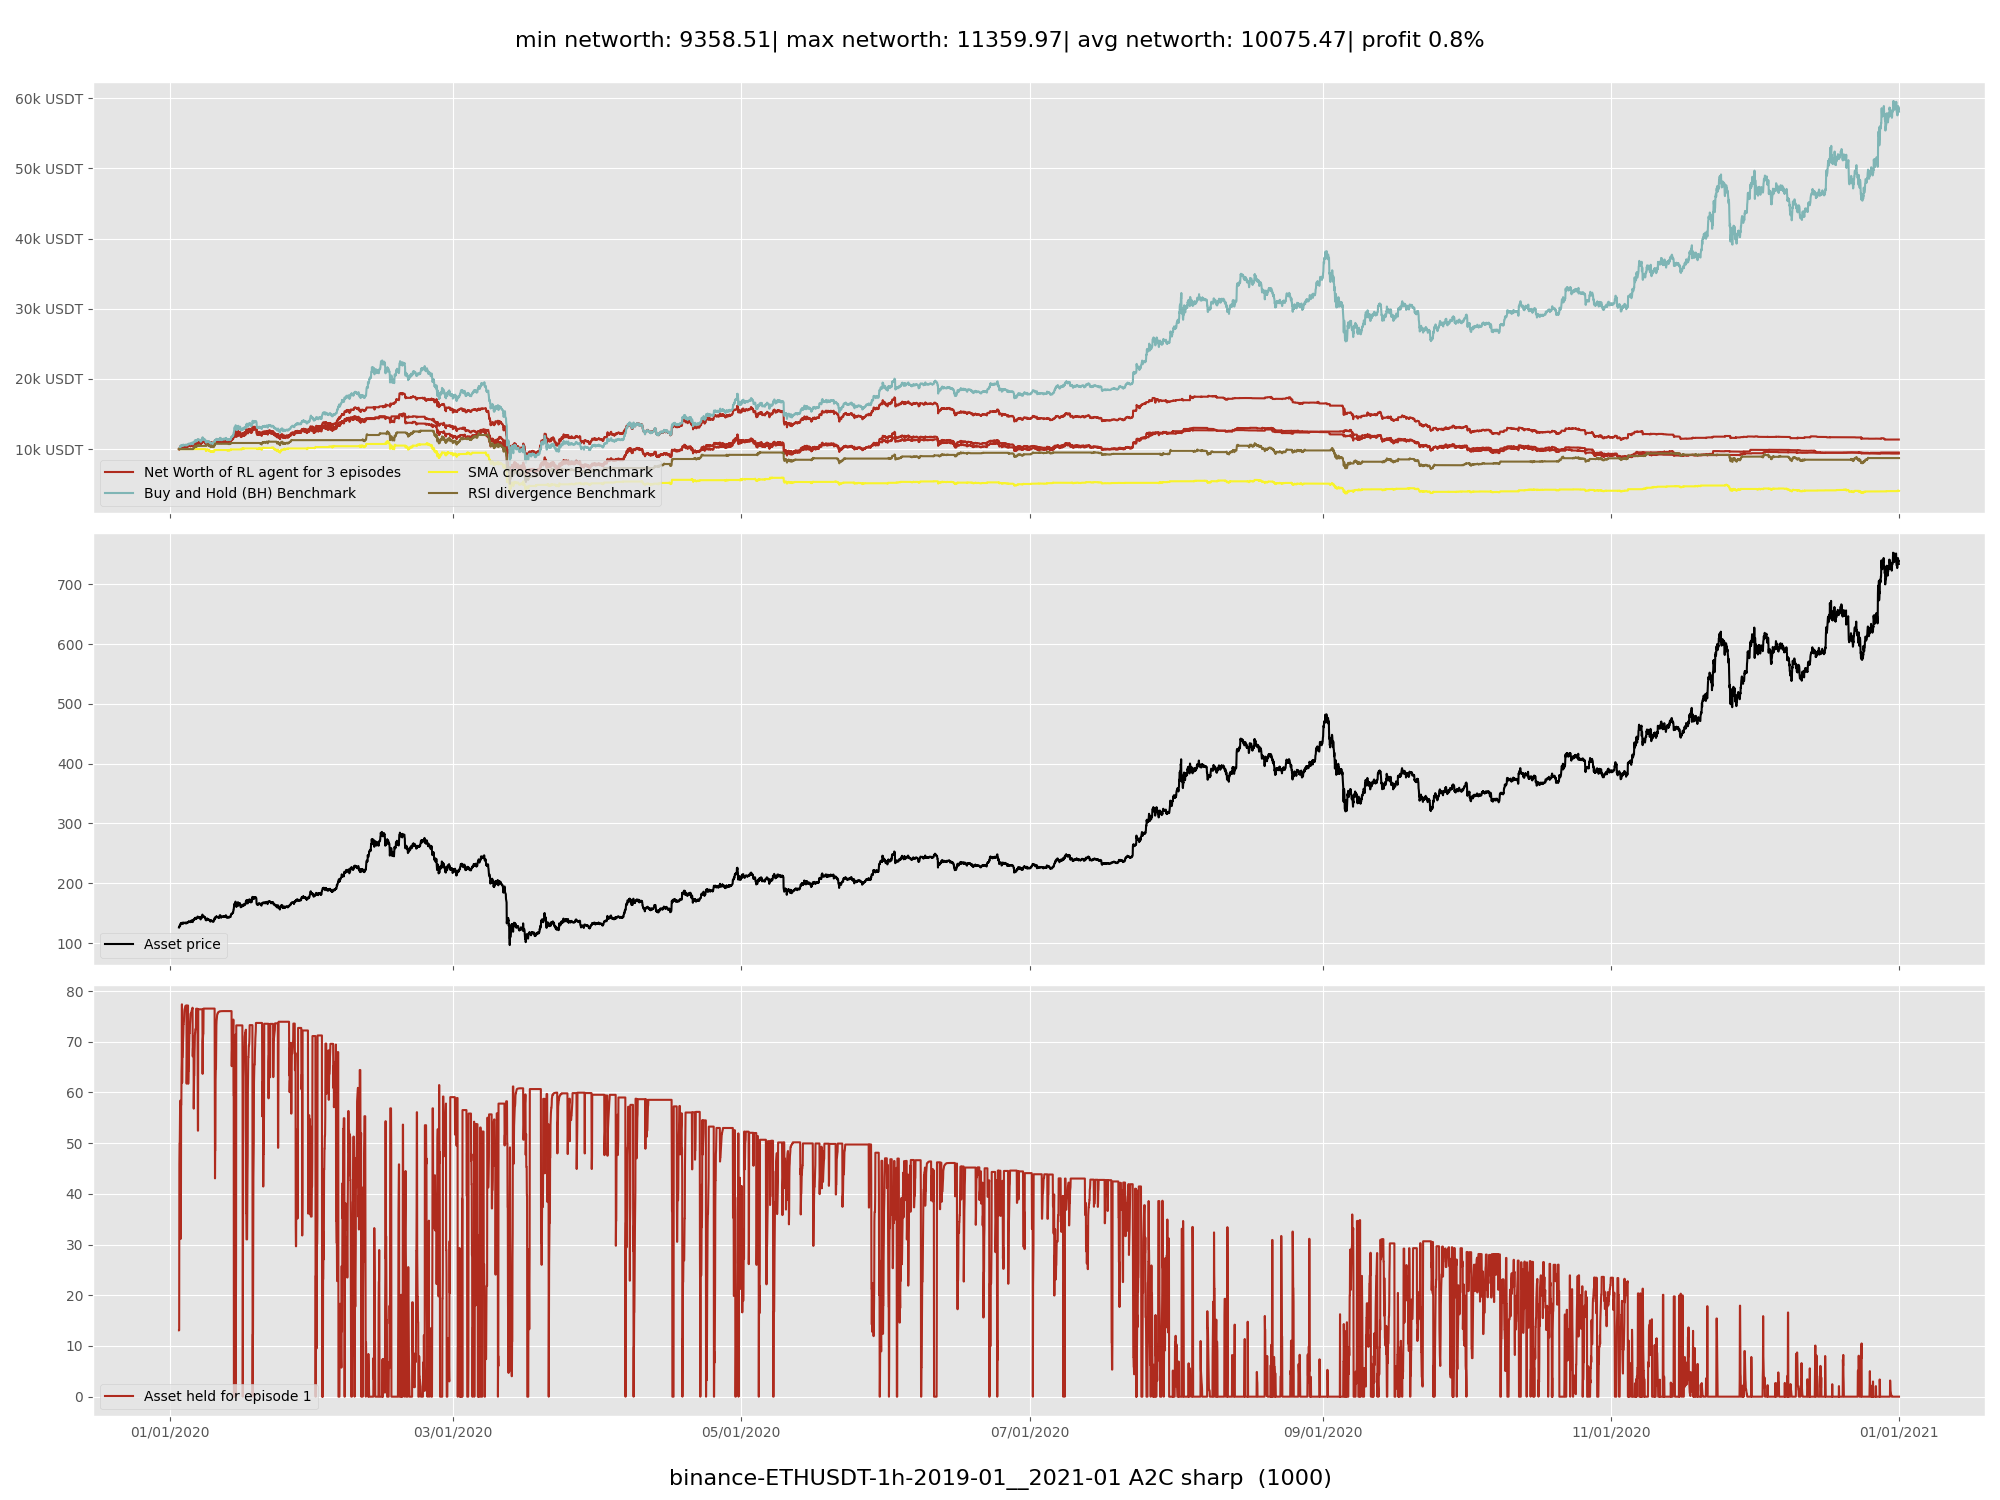 min networth: 9358.51| max networth: 11359.97| avg networth: 10075.47| profit 0.8%
60k USDT
50k USDT
40k USDT
30k USDT
20k USDT
10k USDT
Net Worth of RL agent for 3 episodes
Buy and Hold (BH) Benchmark
SMA crossover Benchmark
RSI divergence Benchmark
700
600
500
400
300
200
100
Asset price
80
70
60
50
40
30
20
10
0
Asset held for episode 1
01/01/2020 03/01/2020 05/01/2020 07/01/2020 09/01/2020 11/01/2020 01/01/2021
binance-ETHUSDT-1h-2019-01__2021-01 A2C sharp (1000)